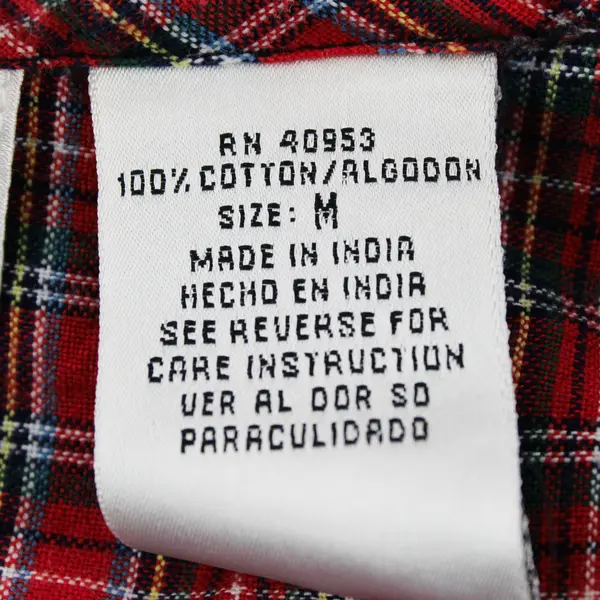 RN 40953
100% COTTON/ALGODON
SIZE: M
MADE IN INDIA
HECHO EN INDIA
SEE REVERSE FOR
CARE INSTRUCTION
VER AL DOR SO
PARACULIDADO